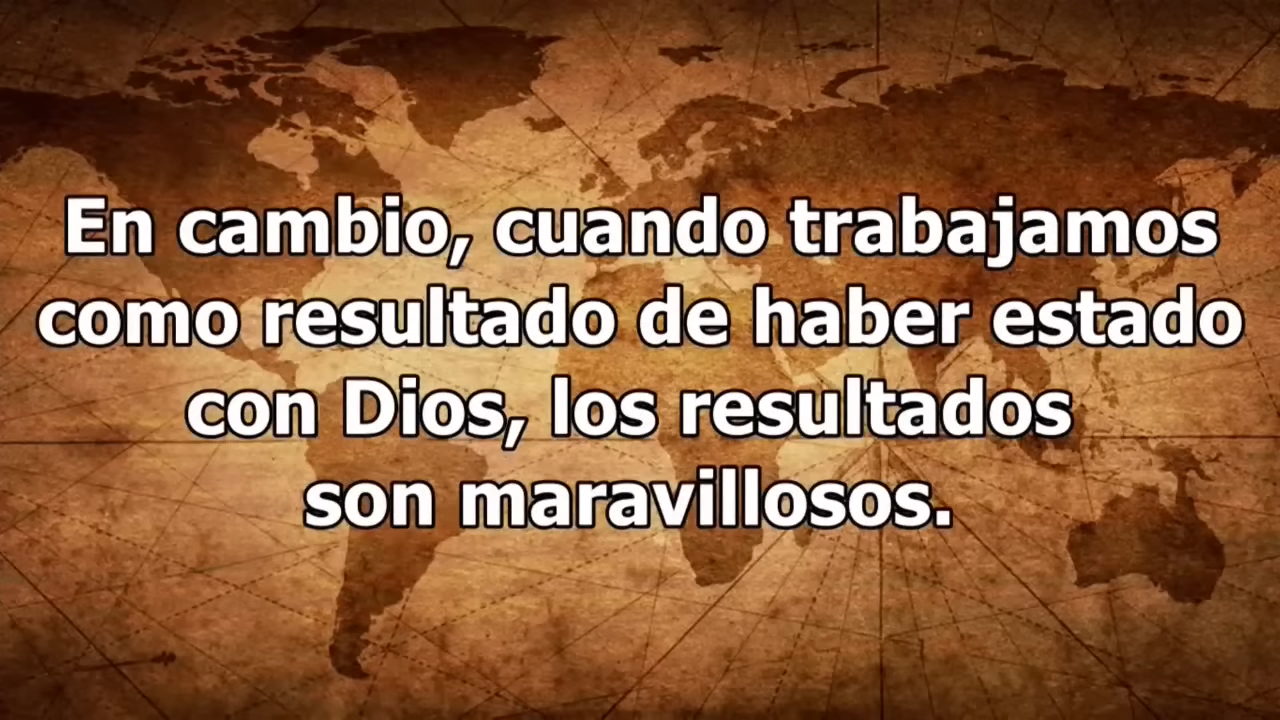 En cambio, cuando trabajamos
como resultado de haber estado
con Dios, los resultados
son maravillosos.